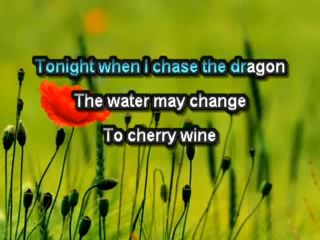 Tonight when I chase the dragon
The water may change
To cherry wine